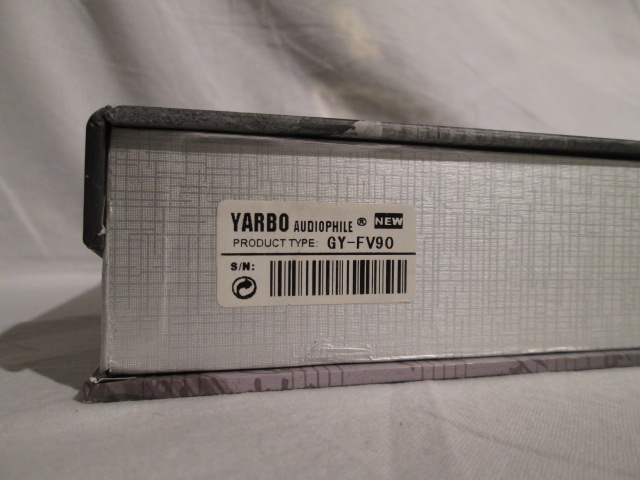 YARBO AUDIOPHILE ® NEW
PRODUCT TYPE: GY-FV90
S/N: